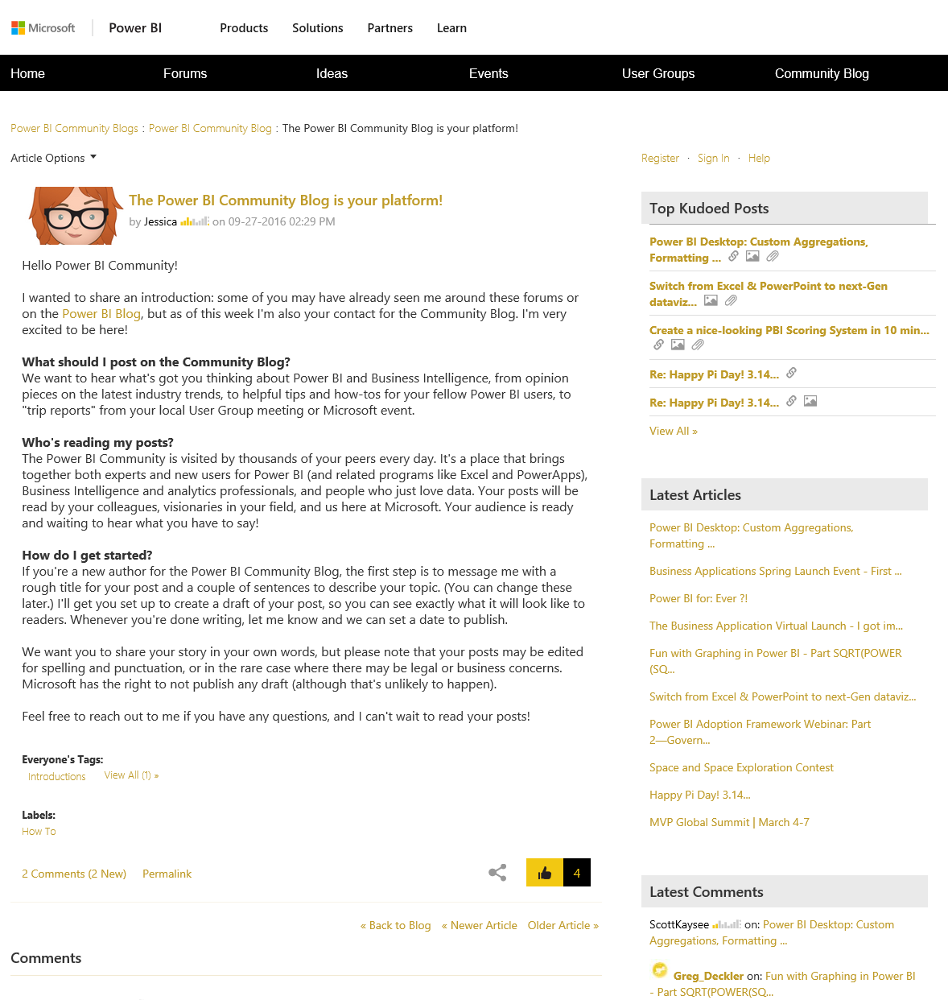 Microsoft Power BI Products Solutions Partners Learn
Home Forums Ideas Events User Groups Community Blog
Power BI Community Blogs : Power BI Community Blog : The Power BI Community Blog is your platform!
Article Options
The Power BI Community Blog is your platform!
by Jessica on 09-27-2016 02:29 PM
Hello Power BI Community!
I wanted to share an introduction: some of you may have already seen me around these forums or
on the Power BI Blog, but as of this week I'm also your contact for the Community Blog. I'm very
excited to be here!
What should I post on the Community Blog?
We want to hear what's got you thinking about Power BI and Business Intelligence, from opinion
pieces on the latest industry trends, to helpful tips and how-tos for your fellow Power BI users, to
"trip reports" from your local User Group meeting or Microsoft event.
Who's reading my posts?
The Power BI Community is visited by thousands of your peers every day. It's a place that brings
together both experts and new users for Power BI (and related programs like Excel and PowerApps),
Business Intelligence and analytics professionals, and people who just love data. Your posts will be
read by your colleagues, visionaries in your field, and us here at Microsoft. Your audience is ready
and waiting to hear what you have to say!
How do I get started?
If you're a new author for the Power BI Community Blog, the first step is to message me with a
rough title for your post and a couple of sentences to describe your topic. (You can change these
later.) I'll get you set up to create a draft of your post, so you can see exactly what it will look like to
readers. Whenever you're done writing, let me know and we can set a date to publish.
We want you to share your story in your own words, but please note that your posts may be edited
for spelling and punctuation, or in the rare case where there may be legal or business concerns.
Microsoft has the right to not publish any draft (although that's unlikely to happen).
Feel free to reach out to me if you have any questions, and I can't wait to read your posts!
Everyone's Tags:
Introductions View All (1) »
Labels:
How To
2 Comments (2 New) Permalink 4
« Back to Blog « Newer Article Older Article »
Comments
Register · Sign In · Help
Top Kudoed Posts
Power BI Desktop: Custom Aggregations,
Formatting ...
Switch from Excel & PowerPoint to next-Gen
dataviz...
Create a nice-looking PBI Scoring System in 10 min...
Re: Happy Pi Day! 3.14...
Re: Happy Pi Day! 3.14...
View All »
Latest Articles
Power BI Desktop: Custom Aggregations,
Formatting ...
Business Applications Spring Launch Event - First ...
Power BI for: Ever ?!
The Business Application Virtual Launch - I got im...
Fun with Graphing in Power BI - Part SQRT(POWER
(SQ...
Switch from Excel & PowerPoint to next-Gen dataviz...
Power BI Adoption Framework Webinar: Part
2—Govern...
Space and Space Exploration Contest
Happy Pi Day! 3.14...
MVP Global Summit | March 4-7
Latest Comments
ScottKaysee on: Power BI Desktop: Custom
Aggregations, Formatting ...
Greg_Deckler on: Fun with Graphing in Power BI
- Part SQRT(POWER(SQ...